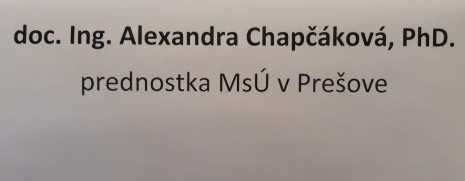 doc. Ing. Alexandra Chapčáková, PhD.
prednostka MsÚ v Prešove